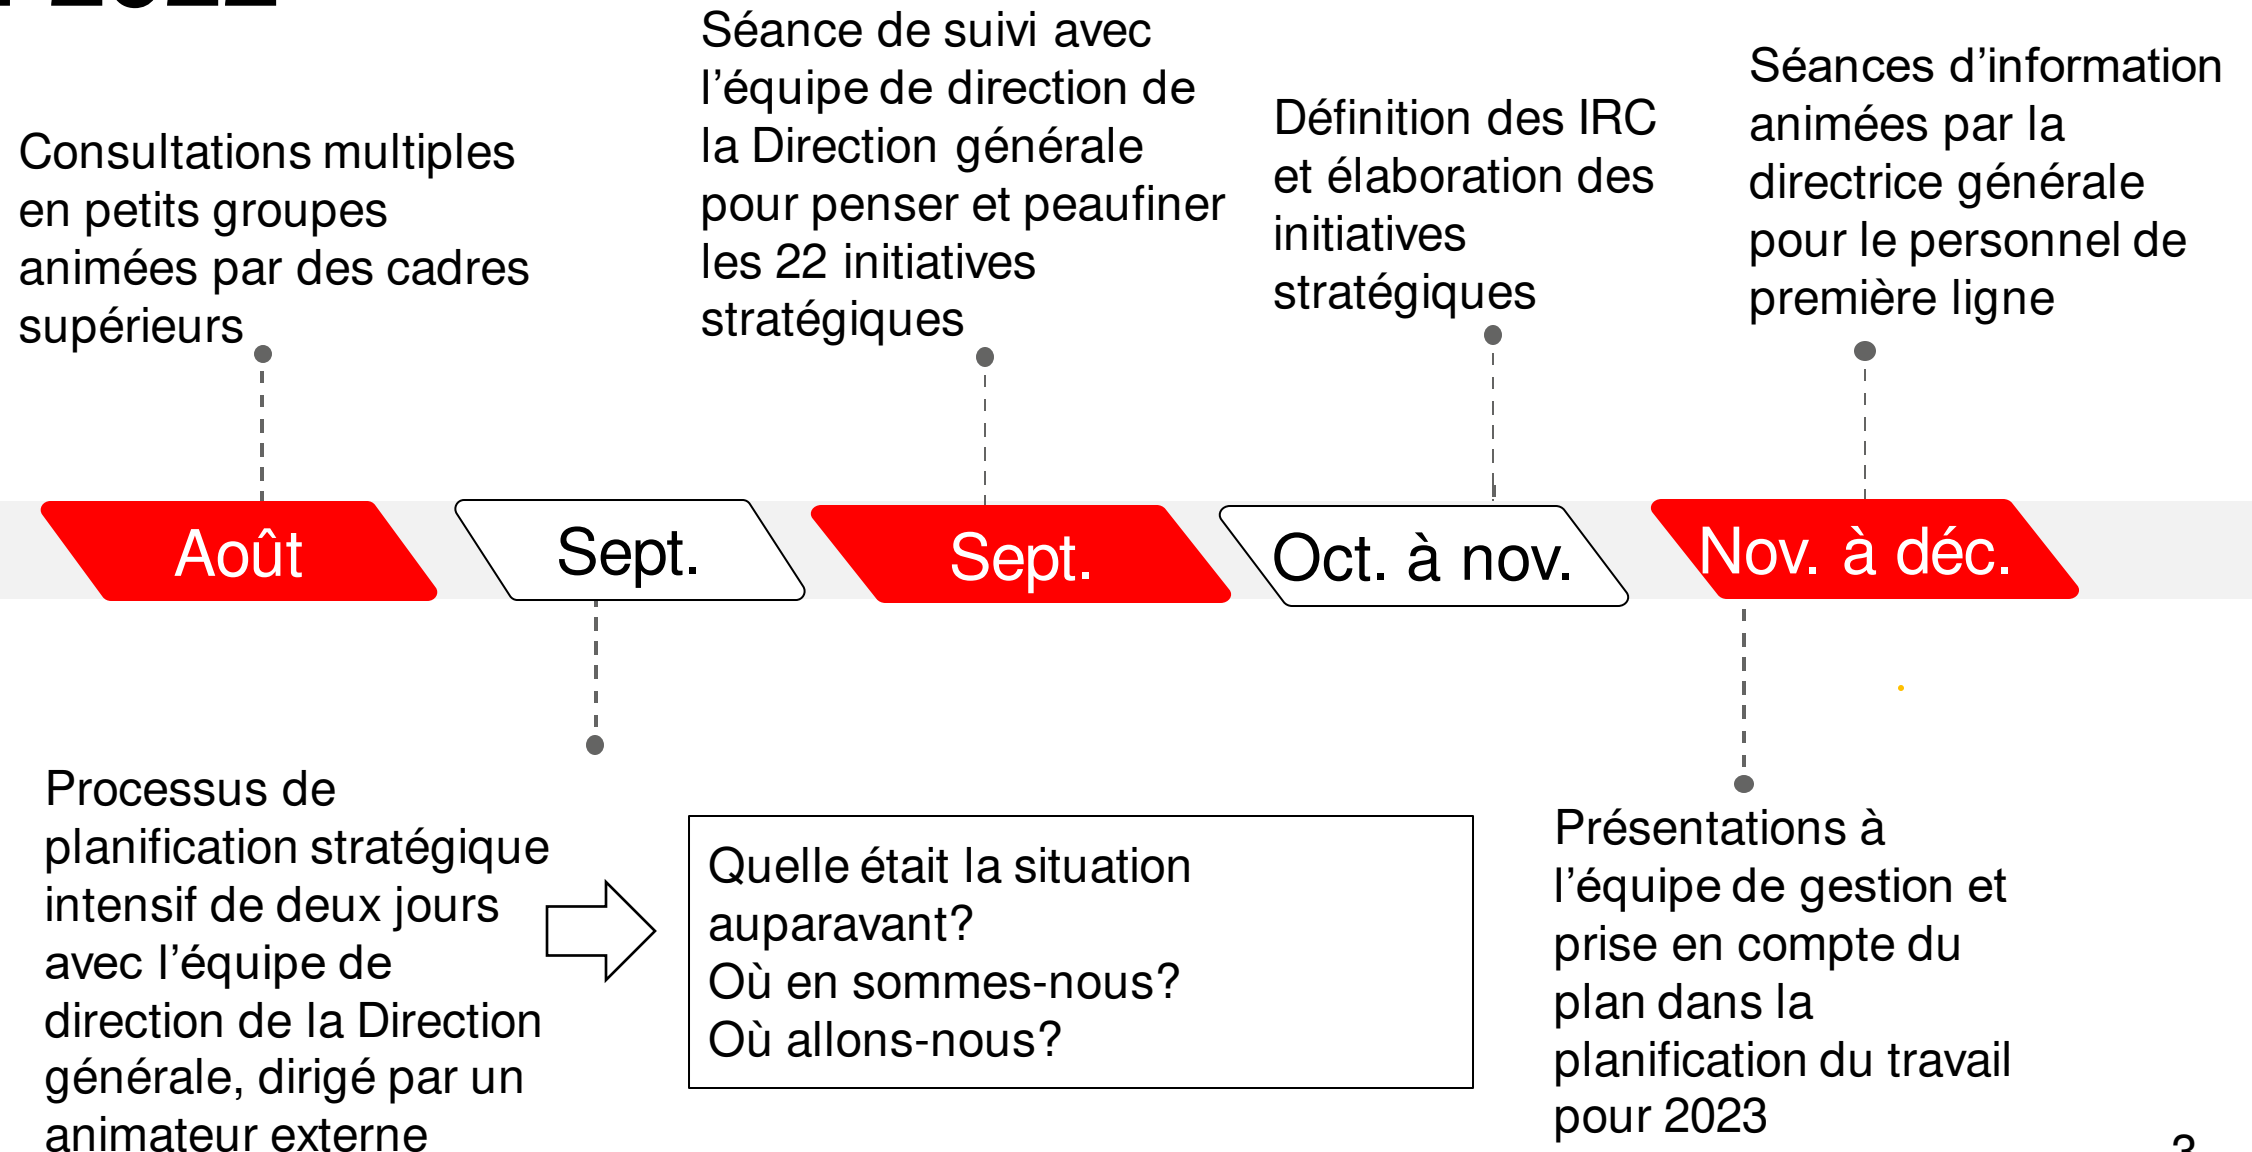 Consultations multiples
en petits groupes
animées par des cadres
supérieurs
Séance de suivi avec
l’équipe de direction de
la Direction générale
pour penser et peaufiner
les 22 initiatives
stratégiques
Définition des IRC
et élaboration des
initiatives
stratégiques
Séances d’information
animées par la
directrice générale
pour le personnel de
première ligne
Août
Sept.
Sept.
Oct. à nov.
Nov. à déc.
Processus de
planification stratégique
intensif de deux jours
avec l’équipe de
direction de la Direction
générale, dirigé par un
animateur externe
Quelle était la situation
auparavant?
Où en sommes-nous?
Où allons-nous?
Présentations à
l’équipe de gestion et
prise en compte du
plan dans la
planification du travail
pour 2023